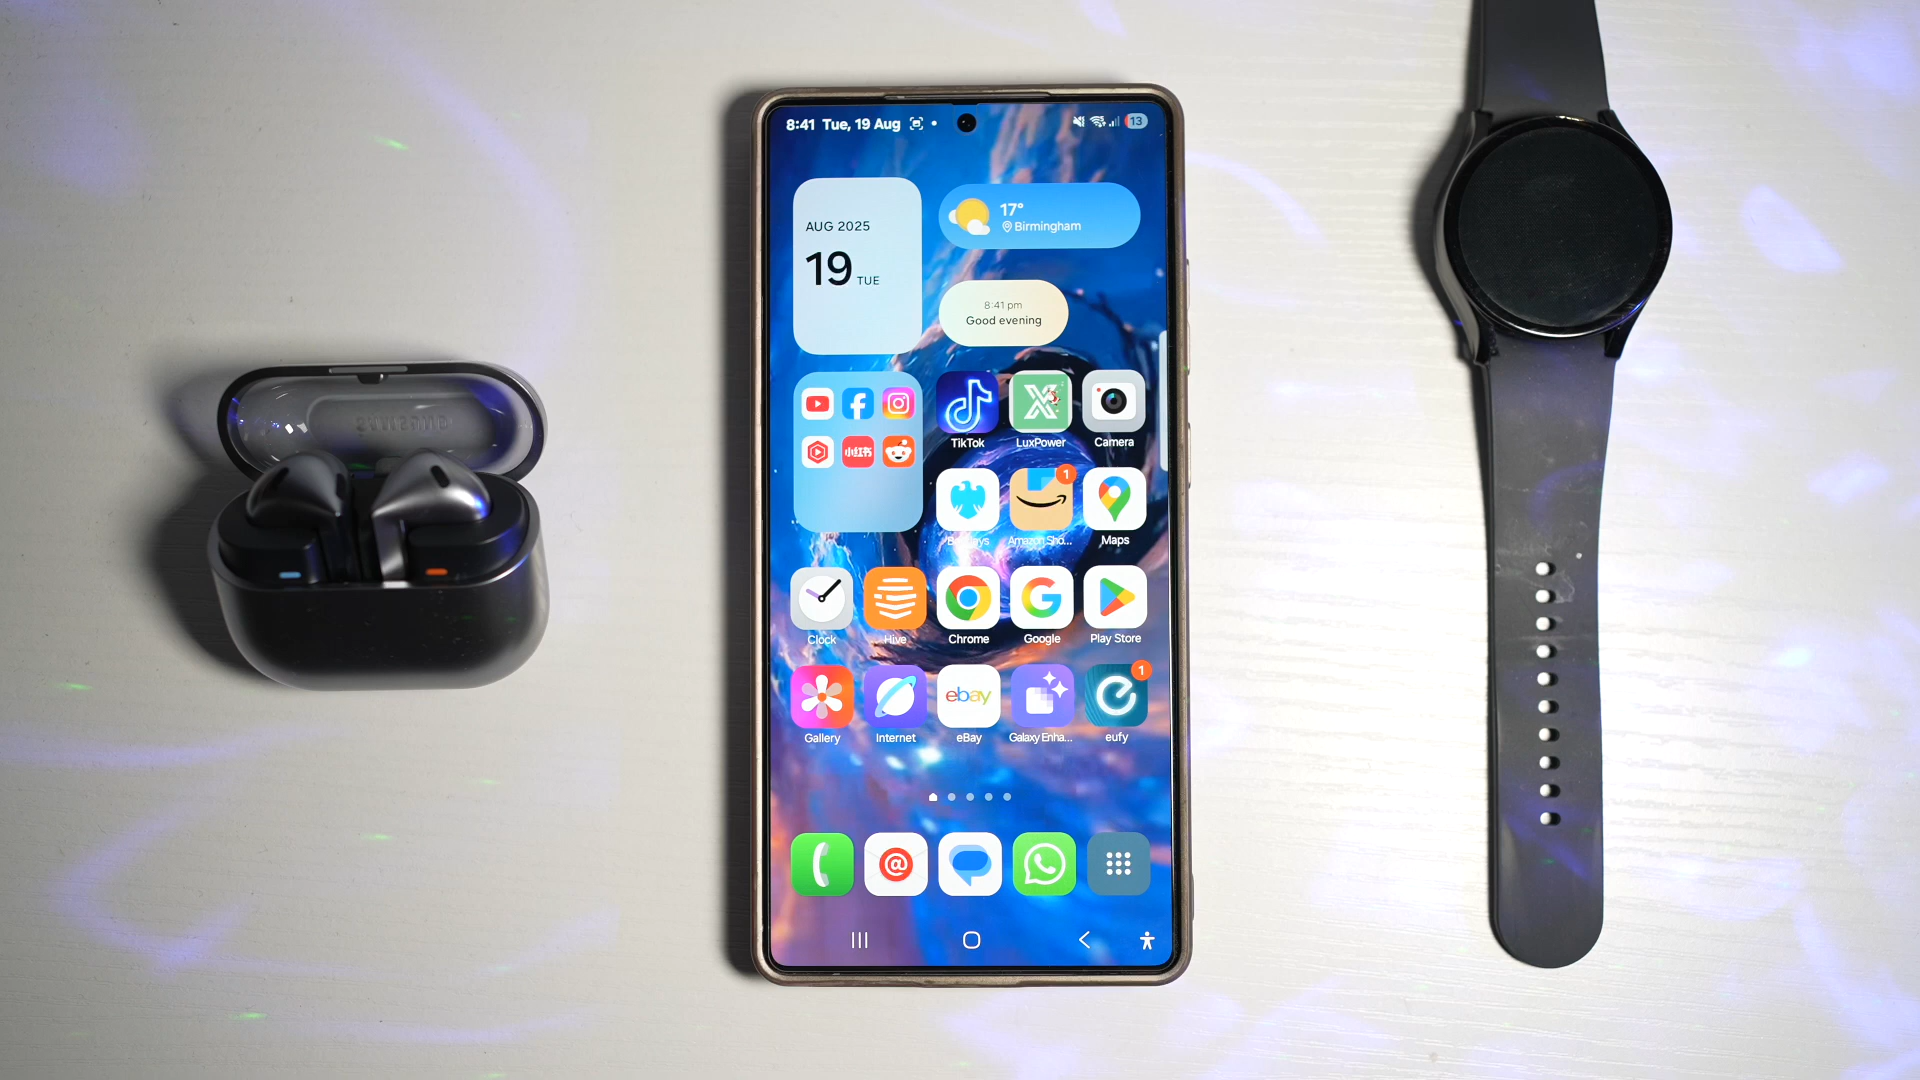 8:41 Tue, 19 Aug
13
AUG 2025
19 TUE
17°
Birmingham
8:41 pm
Good evening
小红书
TikTok
LuxPower
Camera
1
Barclays
Amazon Sho...
Maps
Clock
Hive
Chrome
Google
Play Store
1
ebay
Gallery
Internet
eBay
Galaxy Enha...
eufy
SAMSUNG